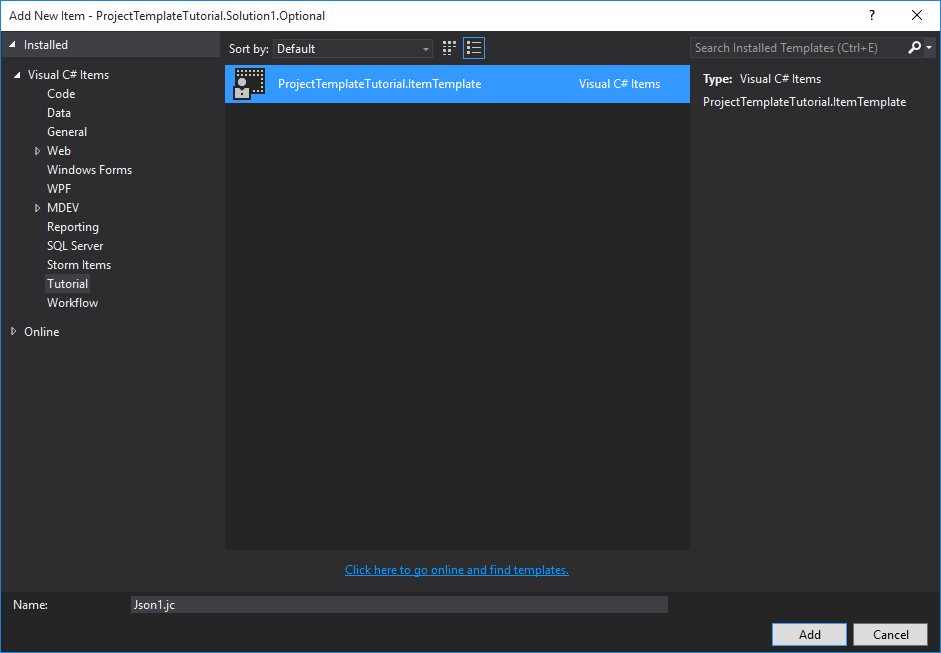 Add New Item - ProjectTemplateTutorial.Solution1.Optional
?
Installed
Sort by: Default
Search Installed Templates (Ctrl+E)
Visual C# Items
Code
Data
General
Web
Windows Forms
WPF
MDEV
Reporting
SQL Server
Storm Items
Tutorial
Workflow
Online
ProjectTemplateTutorial.ItemTemplate Visual C# Items
Type: Visual C# Items
ProjectTemplateTutorial.ItemTemplate
Click here to go online and find templates.
Name: Json1.jc
Add Cancel